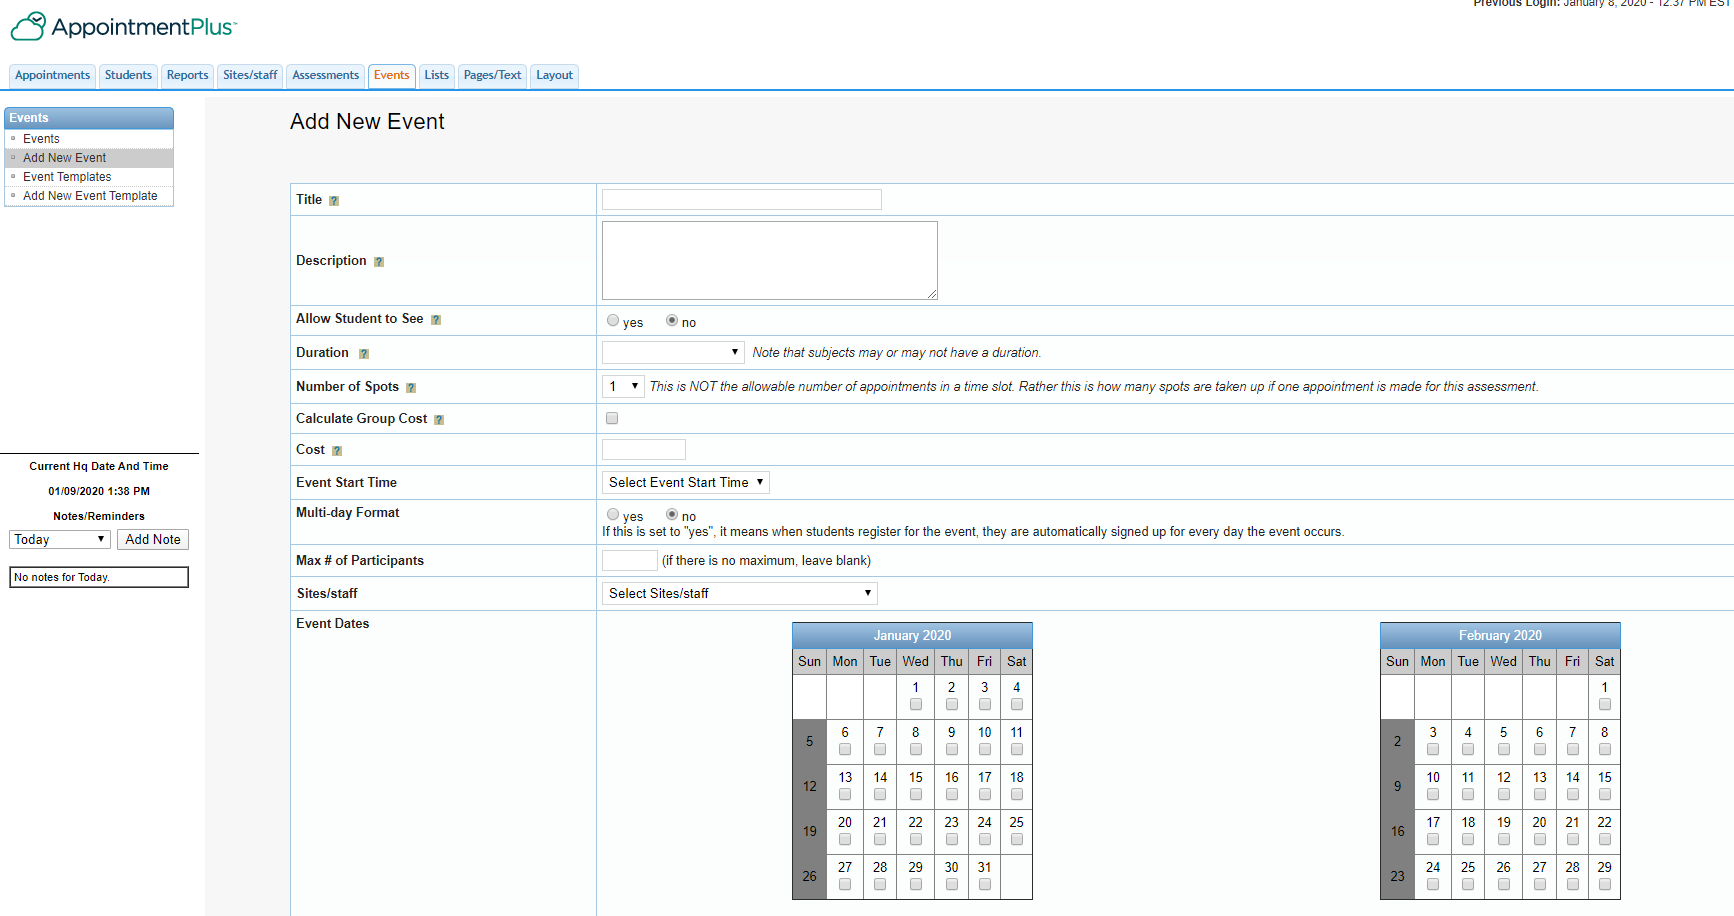 Previous Login: January 8, 2020 - 12:37 PM EST
AppointmentPlus
Appointments Students Reports Sites/staff Assessments Events Lists Pages/Text Layout
Events
Events
Add New Event
Event Templates
Add New Event Template
Current Hq Date And Time
01/09/2020 1:38 PM
Notes/Reminders
Today Add Note
No notes for Today.
Add New Event
Title ?
Description ?
Allow Student to See ? yes no
Duration ? Note that subjects may or may not have a duration.
Number of Spots ? 1 This is NOT the allowable number of appointments in a time slot. Rather this is how many spots are taken up if one appointment is made for this assessment.
Calculate Group Cost ?
Cost ?
Event Start Time Select Event Start Time
Multi-day Format yes no
If this is set to "yes", it means when students register for the event, they are automatically signed up for every day the event occurs.
Max # of Participants (if there is no maximum, leave blank)
Sites/staff Select Sites/staff
Event Dates
January 2020
Sun Mon Tue Wed Thu Fri Sat
1 2 3 4
5 6 7 8 9 10 11
12 13 14 15 16 17 18
19 20 21 22 23 24 25
26 27 28 29 30 31
February 2020
Sun Mon Tue Wed Thu Fri Sat
1
2 3 4 5 6 7 8
9 10 11 12 13 14 15
16 17 18 19 20 21 22
23 24 25 26 27 28 29